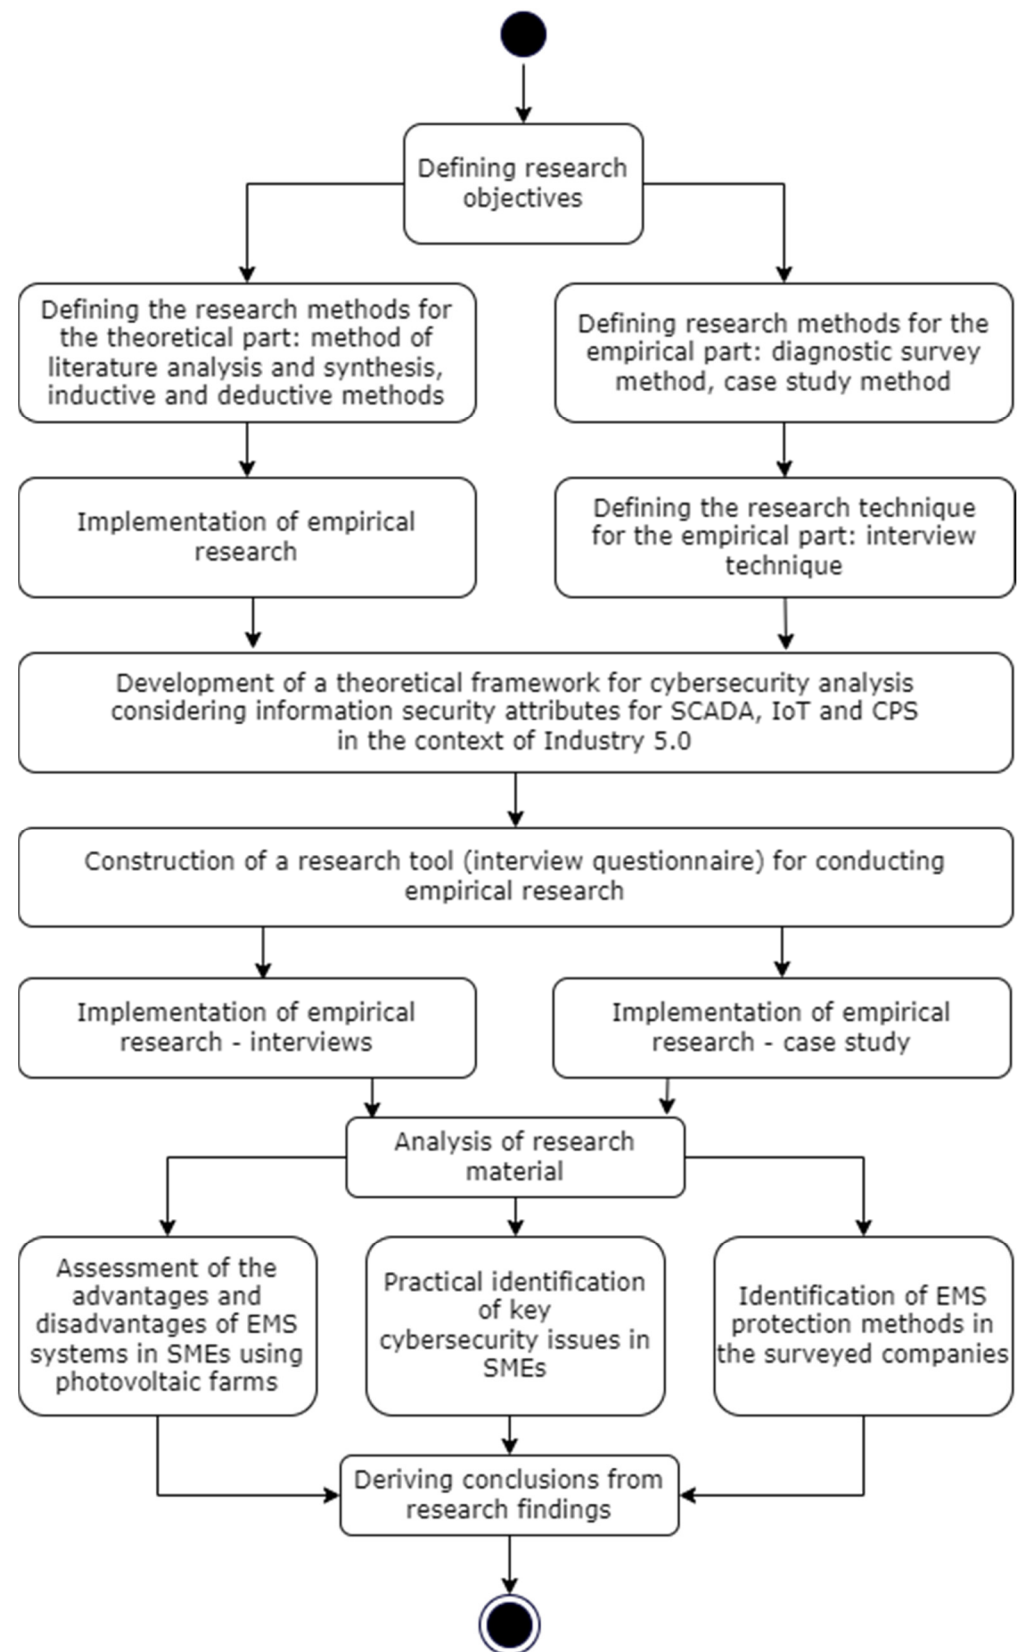 Defining research
objectives
Defining the research methods for
the theoretical part: method of
literature analysis and synthesis,
inductive and deductive methods
Defining research methods for the
empirical part: diagnostic survey
method, case study method
Implementation of empirical
research
Defining the research technique
for the empirical part: interview
technique
Development of a theoretical framework for cybersecurity analysis
considering information security attributes for SCADA, IoT and CPS
in the context of Industry 5.0
Construction of a research tool (interview questionnaire) for conducting
empirical research
Implementation of empirical
research - interviews
Implementation of empirical
research - case study
Analysis of research
material
Assessment of the
advantages and
disadvantages of EMS
systems in SMEs using
photovoltaic farms
Practical identification
of key
cybersecurity issues in
SMEs
Identification of EMS
protection methods in
the surveyed companies
Deriving conclusions from
research findings